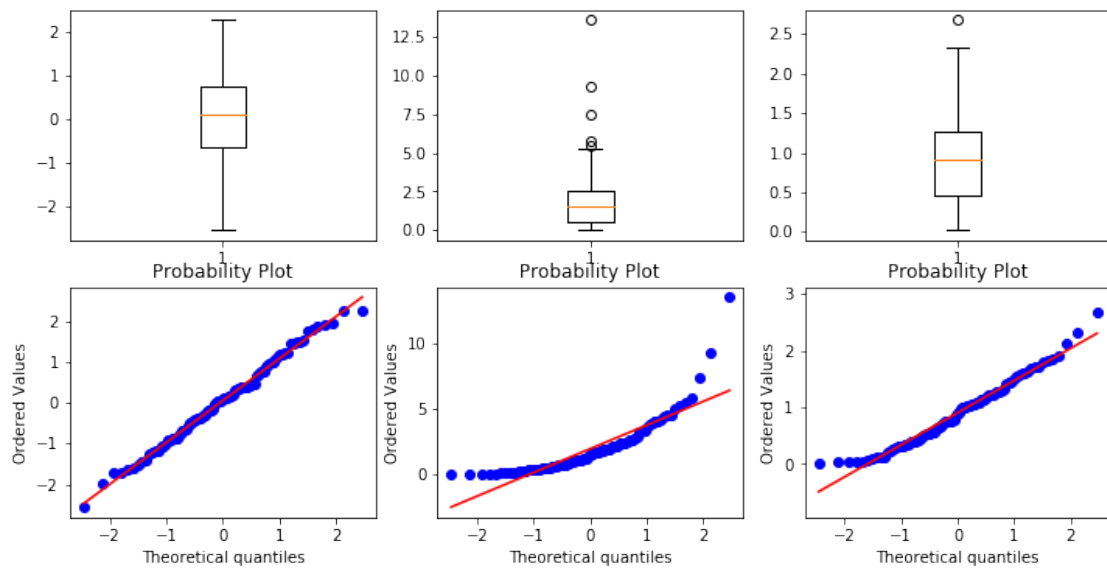 2
1
0
−1
−2
1
12.5
10.0
7.5
5.0
2.5
0.0
1
2.5
2.0
1.5
1.0
0.5
0.0
1
Probability Plot
Ordered Values
2
1
0
−1
−2
−2 −1 0 1 2
Theoretical quantiles
Probability Plot
Ordered Values
10
5
0
−2 −1 0 1 2
Theoretical quantiles
Probability Plot
Ordered Values
3
2
1
0
−2 −1 0 1 2
Theoretical quantiles